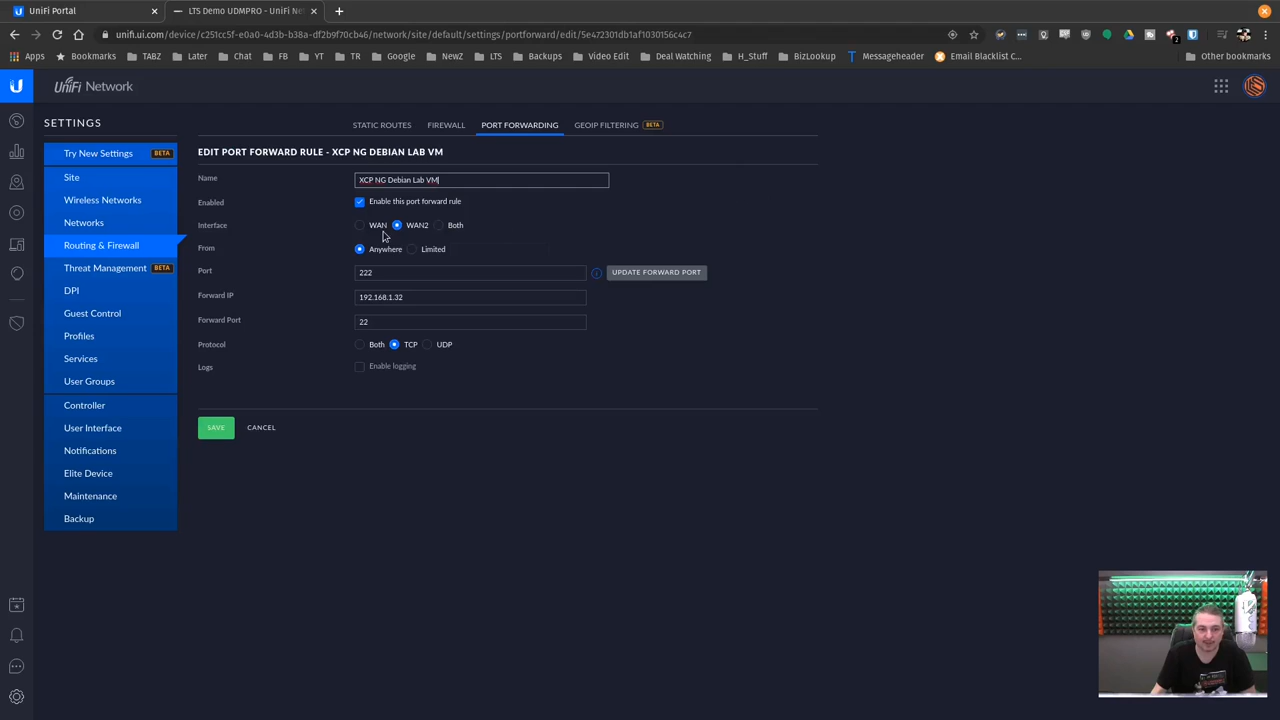 UniFi Portal
LTS Demo UDMPRO - UniFi Net
unifi.ui.com/device/c251cc5f-e0a0-4d3b-b38a-df2b9f70cb46/network/site/default/settings/portforward/edit/5e472301db1af1030156c4c7
Apps Bookmarks TABZ Later Chat FB YT TR Google NewZ LTS Backups Video Edit Deal Watching H_Stuff BizLookup Messageheader Email Blacklist C... Other bookmarks
UniFi Network
SETTINGS
Try New Settings BETA
Site
Wireless Networks
Networks
Routing & Firewall
Threat Management BETA
DPI
Guest Control
Profiles
Services
User Groups
Controller
User Interface
Notifications
Elite Device
Maintenance
Backup
STATIC ROUTES FIREWALL PORT FORWARDING GEOIP FILTERING BETA
EDIT PORT FORWARD RULE - XCP NG DEBIAN LAB VM
Name XCP NG Debian Lab VM
Enabled Enable this port forward rule
Interface WAN WAN2 Both
From Anywhere Limited
Port 222 UPDATE FORWARD PORT
Forward IP 192.168.1.32
Forward Port 22
Protocol Both TCP UDP
Logs Enable logging
SAVE CANCEL